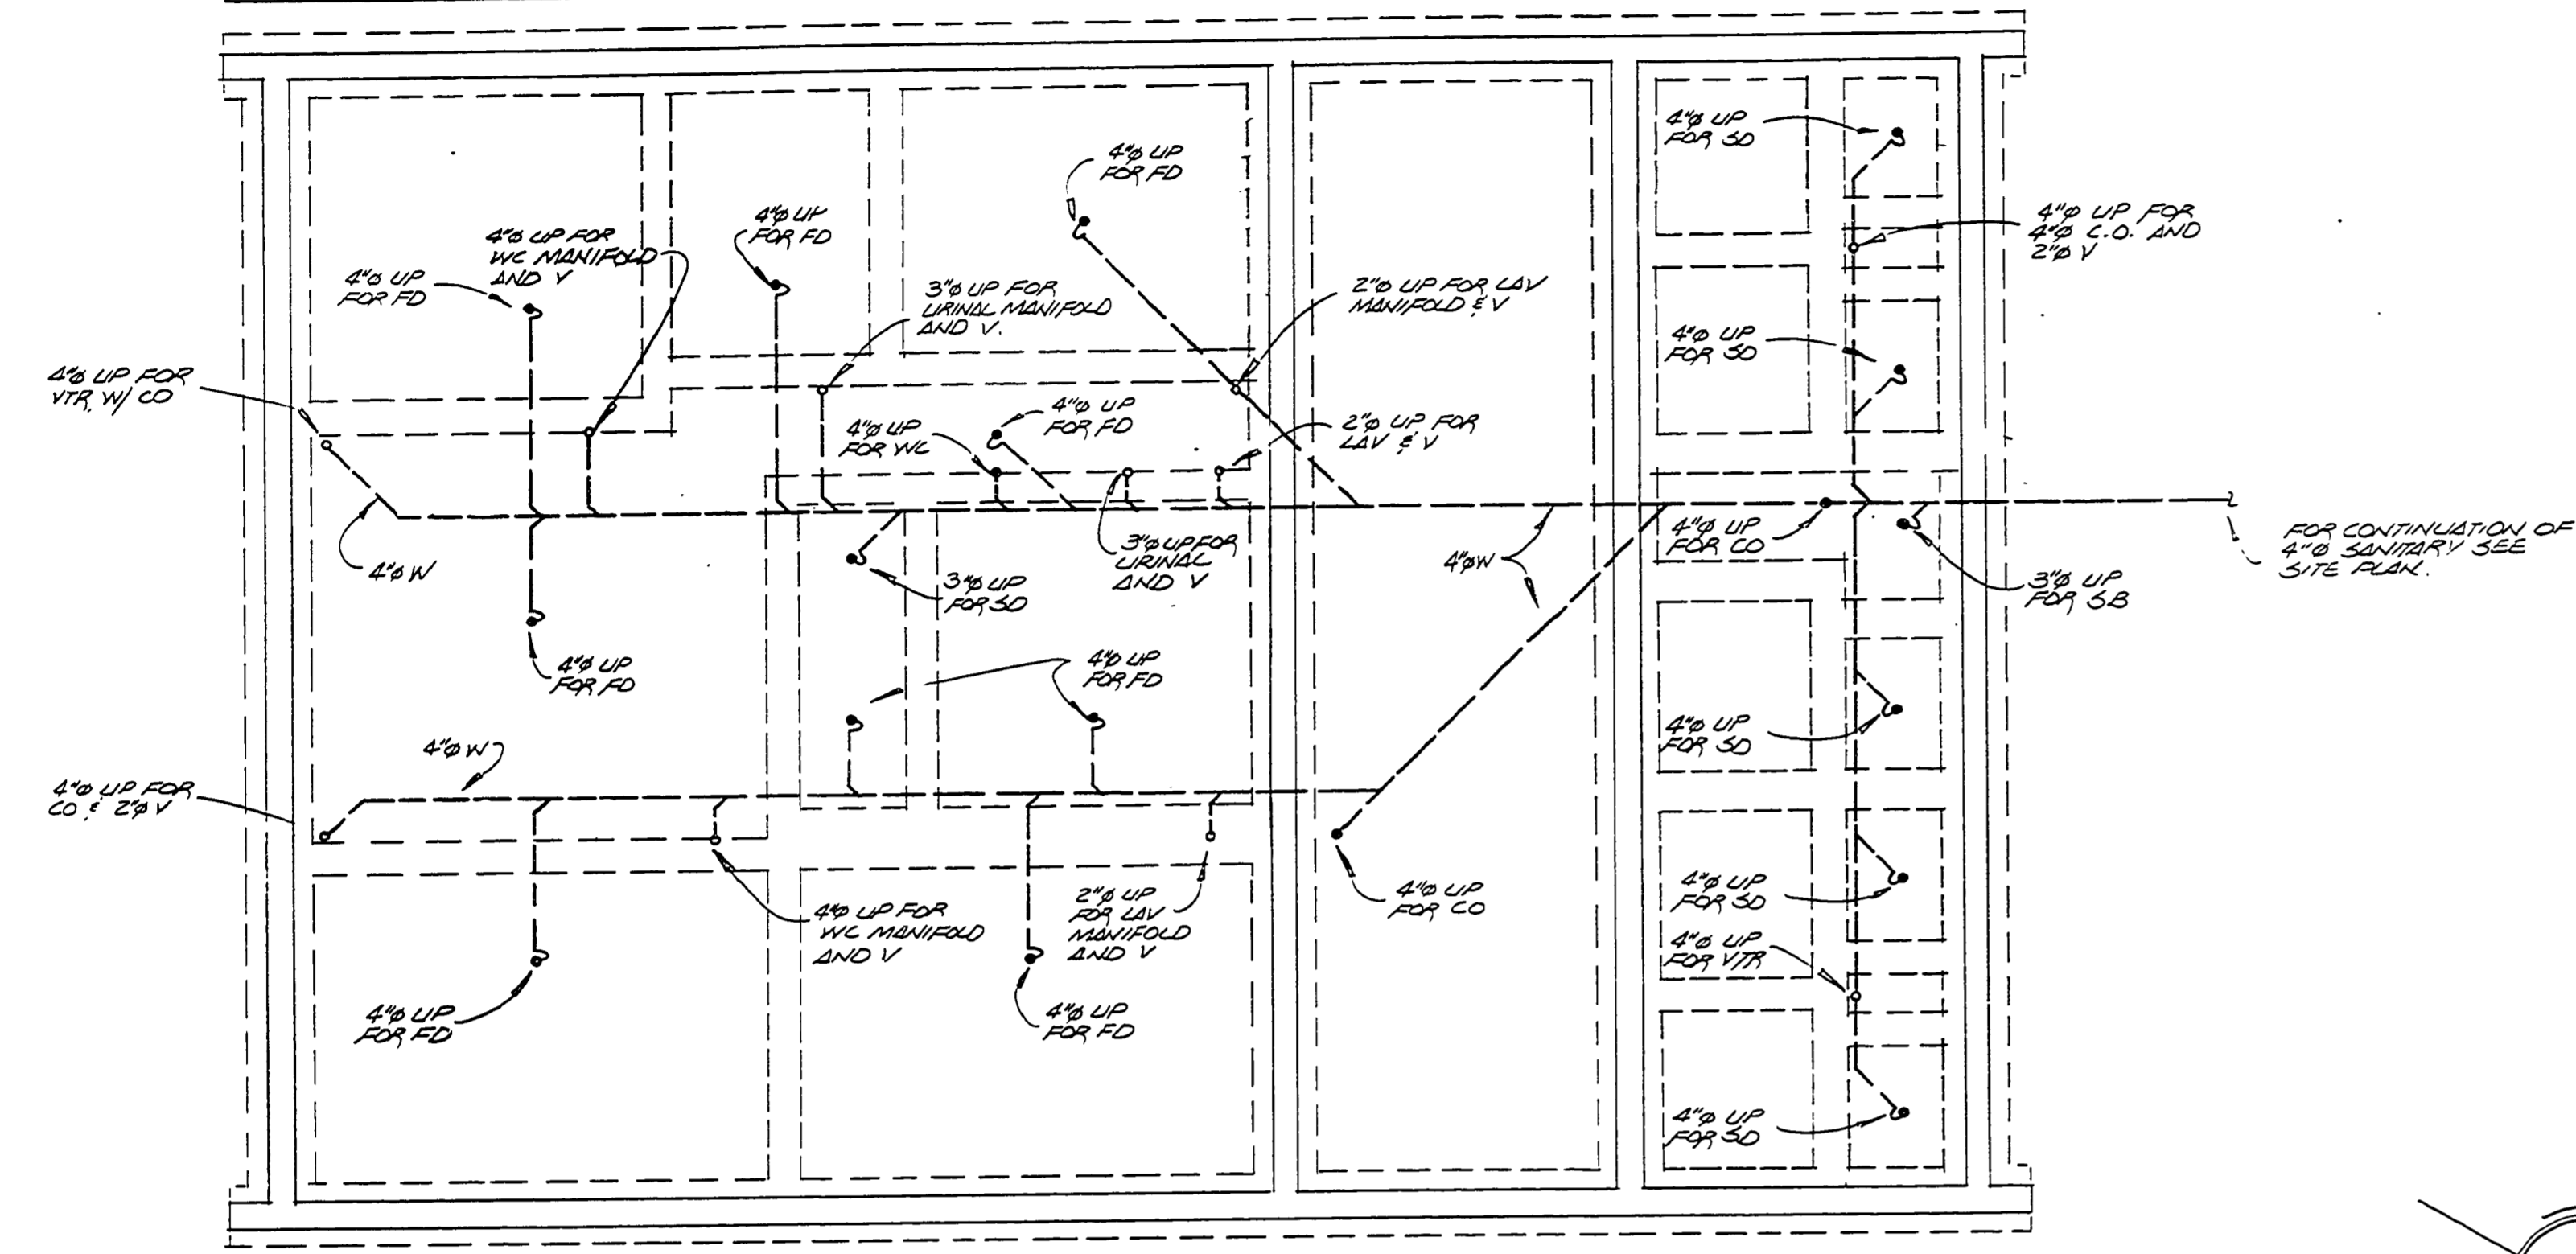 4"ø UP
FOR FD
4"ø UP FOR
WC MANIFOLD
AND V
4"ø UP
FOR FD
4"ø UP
FOR FD
3"ø UP FOR
URINAL MANIFOLD
AND V.
2"ø UP FOR LAV
MANIFOLD & V
4"ø UP
FOR SD
4"ø UP FOR
4"ø C.O. AND
2"ø V
4"ø UP
FOR SD
4"ø UP FOR
VTR. W/ CO
4"ø UP
FOR WC
4"ø UP
FOR FD
2"ø UP FOR
LAV & V
4"ø W
3"ø UP
FOR SD
3"ø UP FOR
URINAL
AND V
4"øW
4"ø UP
FOR CO
3"ø UP
FOR SB
FOR CONTINUATION OF
4"ø SANITARY SEE
SITE PLAN.
4"ø UP
FOR FD
4"ø UP
FOR FD
4"ø UP
FOR SD
4"ø W
4"ø UP FOR
CO & 2"ø V
4"ø UP FOR
WC MANIFOLD
AND V
2"ø UP
FOR LAV
MANIFOLD
AND V
4"ø UP
FOR CO
4"ø UP
FOR SD
4"ø UP
FOR VTR
4"ø UP
FOR FD
4"ø UP
FOR FD
4"ø UP
FOR SD